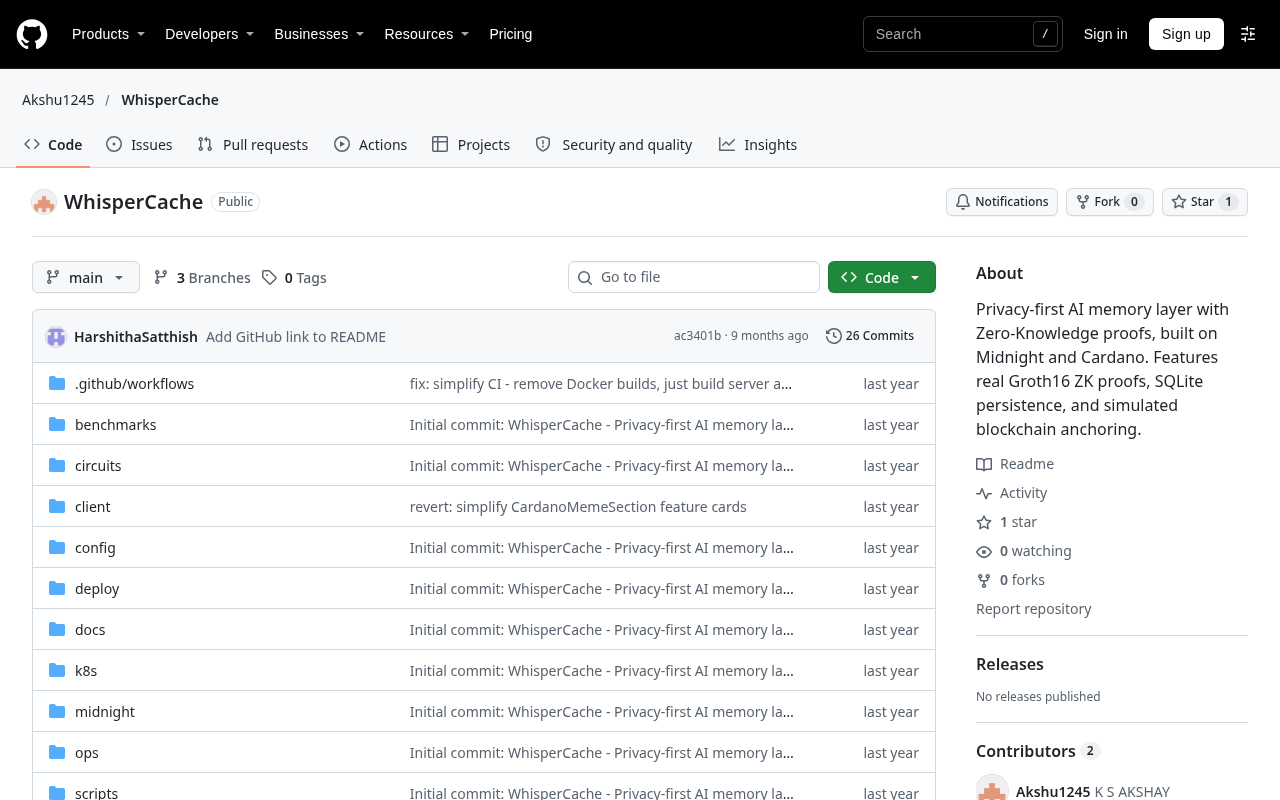 Products Developers Businesses Resources Pricing Search / Sign in Sign up
Akshu1245 / WhisperCache
Code Issues Pull requests Actions Projects Security and quality Insights
WhisperCache Public Notifications Fork 0 Star 1
main 3 Branches 0 Tags Go to file Code
HarshithaSatthish Add GitHub link to README ac3401b · 9 months ago 26 Commits
.github/workflows fix: simplify CI - remove Docker builds, just build server a... last year
benchmarks Initial commit: WhisperCache - Privacy-first AI memory la... last year
circuits Initial commit: WhisperCache - Privacy-first AI memory la... last year
client revert: simplify CardanoMemeSection feature cards last year
config Initial commit: WhisperCache - Privacy-first AI memory la... last year
deploy Initial commit: WhisperCache - Privacy-first AI memory la... last year
docs Initial commit: WhisperCache - Privacy-first AI memory la... last year
k8s Initial commit: WhisperCache - Privacy-first AI memory la... last year
midnight Initial commit: WhisperCache - Privacy-first AI memory la... last year
ops Initial commit: WhisperCache - Privacy-first AI memory la... last year
scripts Initial commit: WhisperCache - Privacy-first AI memory la... last year
About
Privacy-first AI memory layer with
Zero-Knowledge proofs, built on
Midnight and Cardano. Features
real Groth16 ZK proofs, SQLite
persistence, and simulated
blockchain anchoring.
Readme
Activity
1 star
0 watching
0 forks
Report repository
Releases
No releases published
Contributors 2
Akshu1245 K S AKSHAY